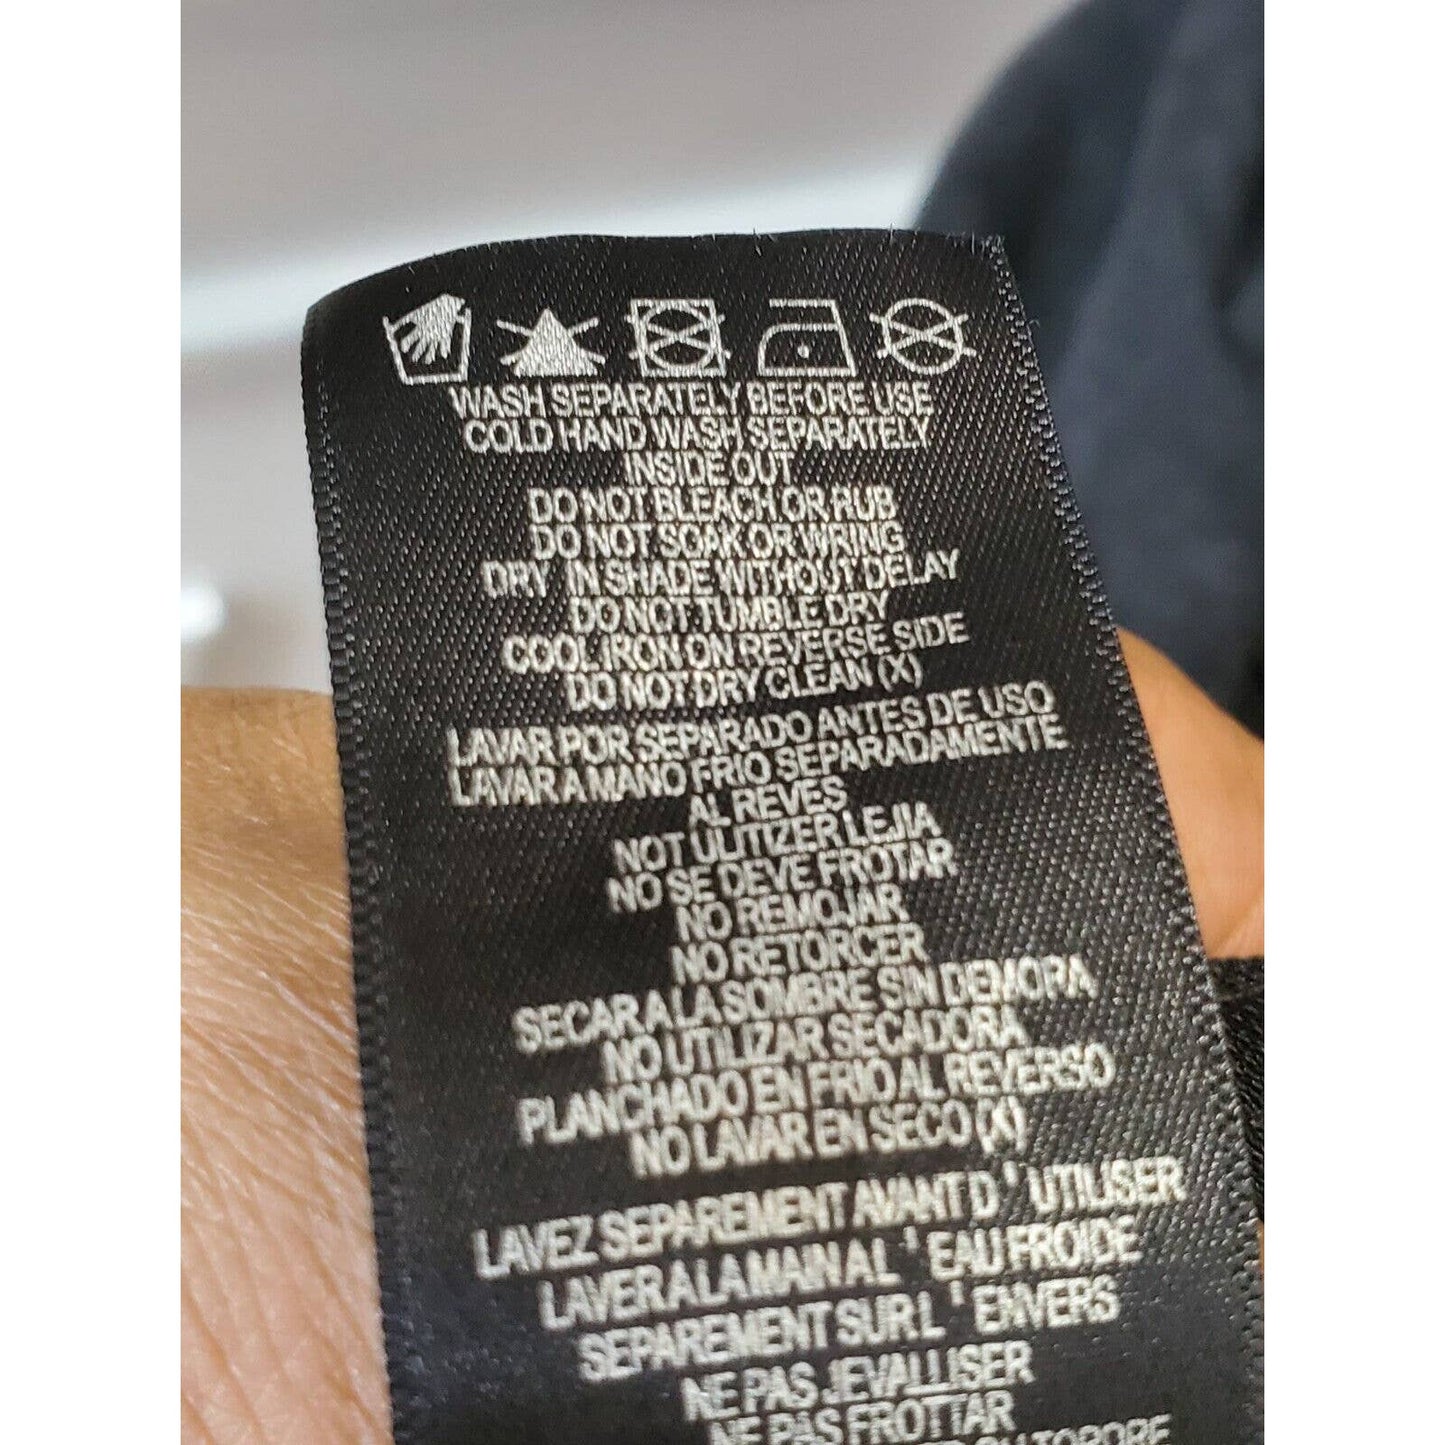 WASH SEPARATELY BEFORE USE
COLD HAND WASH SEPARATELY
INSIDE OUT
DO NOT BLEACH OR RUB
DO NOT SOAK OR WRING
DRY IN SHADE WITHOUT DELAY
DO NOT TUMBLE DRY
COOL IRON ON REVERSE SIDE
DO NOT DRY CLEAN (X)
LAVAR POR SEPARADO ANTES DE USO
LAVAR A MANO FRIO SEPARADAMENTE
AL REVES
NOT ULITIZER LEJIA
NO SE DEVE FROTAR
NO REMOJAR
NO RETORCER
SECAR A LA SOMBRE SIN DEMORA
NO UTILIZAR SECADORA
PLANCHADO EN FRIO AL REVERSO
NO LAVAR EN SECO (X)
LAVEZ SEPAREMENT AVANT D'UTILISER
LAVER A LA MAIN A L'EAU FROIDE
SEPAREMENT SUR L'ENVERS
NE PAS JEVALLISER
NE PAS FROTTAR